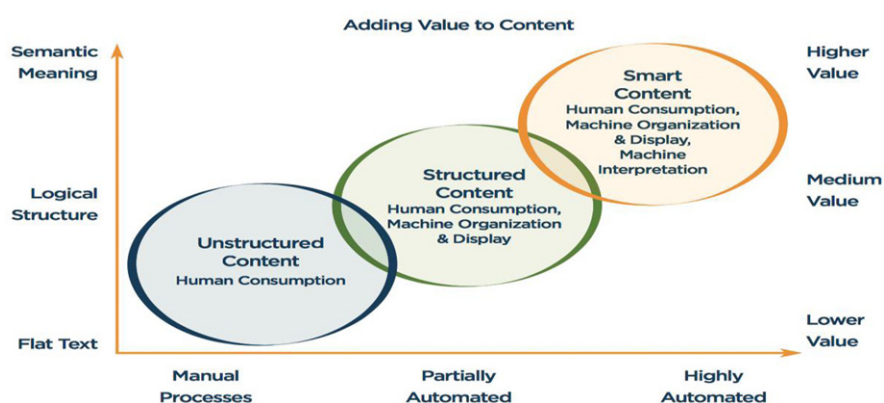 Adding Value to Content
Semantic
Meaning
Higher
Value
Smart
Content
Human Consumption,
Machine Organization
& Display,
Machine
Interpretation
Logical
Structure
Structured
Content
Human Consumption,
Machine Organization
& Display
Medium
Value
Unstructured
Content
Human Consumption
Flat Text
Lower
Value
Manual
Processes
Partially
Automated
Highly
Automated